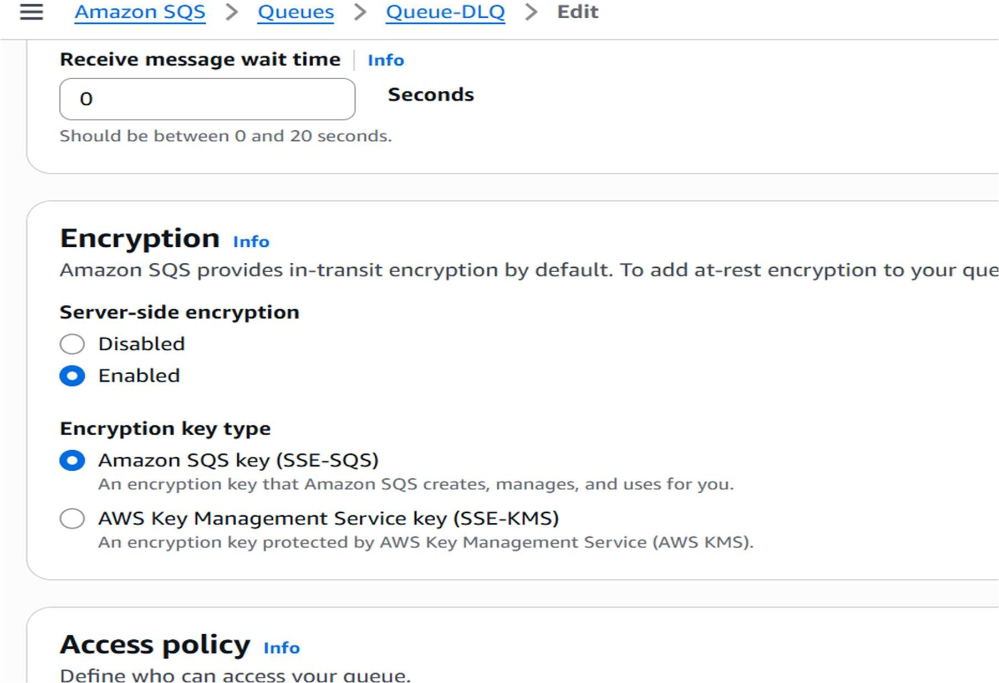 Amazon SQS > Queues > Queue-DLQ > Edit
Receive message wait time Info
0 Seconds
Should be between 0 and 20 seconds.
Encryption Info
Amazon SQS provides in-transit encryption by default. To add at-rest encryption to your que
Server-side encryption
Disabled
Enabled
Encryption key type
Amazon SQS key (SSE-SQS)
An encryption key that Amazon SQS creates, manages, and uses for you.
AWS Key Management Service key (SSE-KMS)
An encryption key protected by AWS Key Management Service (AWS KMS).
Access policy Info
Define who can access your queue.